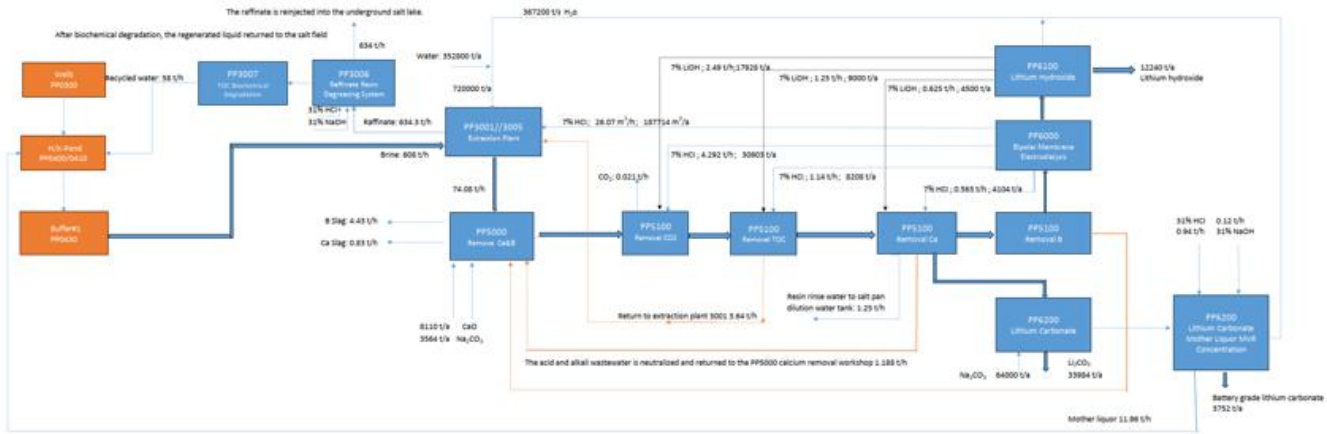 The raffinate is reinjected into the underground salt lake.
367200 t/a H₂o
After biochemical degradation, the regenerated liquid returned to the salt field
634 t/h
Water: 352800 t/a
Wells
PP0300
Recycled water: 58 t/h
PP3007
TOC Biochemical
Degradation
PP3006
Raffinate Resin
Degreasing System
31% HCl+
31% NaOH
Raffinate: 634.3 t/h
720000 t/a
PP3001//3005
Extraction Plant
7% LiOH ; 2.49 t/h;17928 t/a
7% LiOH ; 1.25 t/h ; 9000 t/a
7% LiOH ; 0.625 t/h ; 4500 t/a
PP6100
Lithium Hydroxide
12240 t/a
Lithium hydroxide
7% HCl; 26.07 m³/h; 187714 m³/a
PP6000
Bipolar Membrane
Electrodialysis
PP0400/0410
Brine: 606 t/h
7% HCl ; 4.292 t/h ; 30903 t/a
CO₂: 0.021 t/h
7% HCl ; 1.14 t/h ; 8208 t/a
7% HCl ; 0.563 t/h ; 4104 t/a
74.08 t/h
PP0430
B Slag: 4.43 t/h
Ca Slag: 0.83 t/h
PP5000
Remove Ca&B
PP5100
Removal CO2
PP5100
Removal TOC
PP5100
Removal Ca
PP5100
Removal B
31% HCl
0.94 t/h
0.12 t/h
31% NaOH
Resin rinse water to salt pan
dilution water tank: 1.25 t/h
Return to extraction plant 3001 3.64 t/h
8110 t/a
3564 t/a
CaO
Na₂CO₃
PP6200
Lithium Carbonate
PP6200
Lithium Carbonate
Mother Liquor MVR
Concentration
The acid and alkali wastewater is neutralized and returned to the PP5000 calcium removal workshop 1.188 t/h
Na₂CO₃
64000 t/a
Li₂CO₃
33984 t/a
Battery grade lithium carbonate
3752 t/a
Mother liquor 11.98 t/h